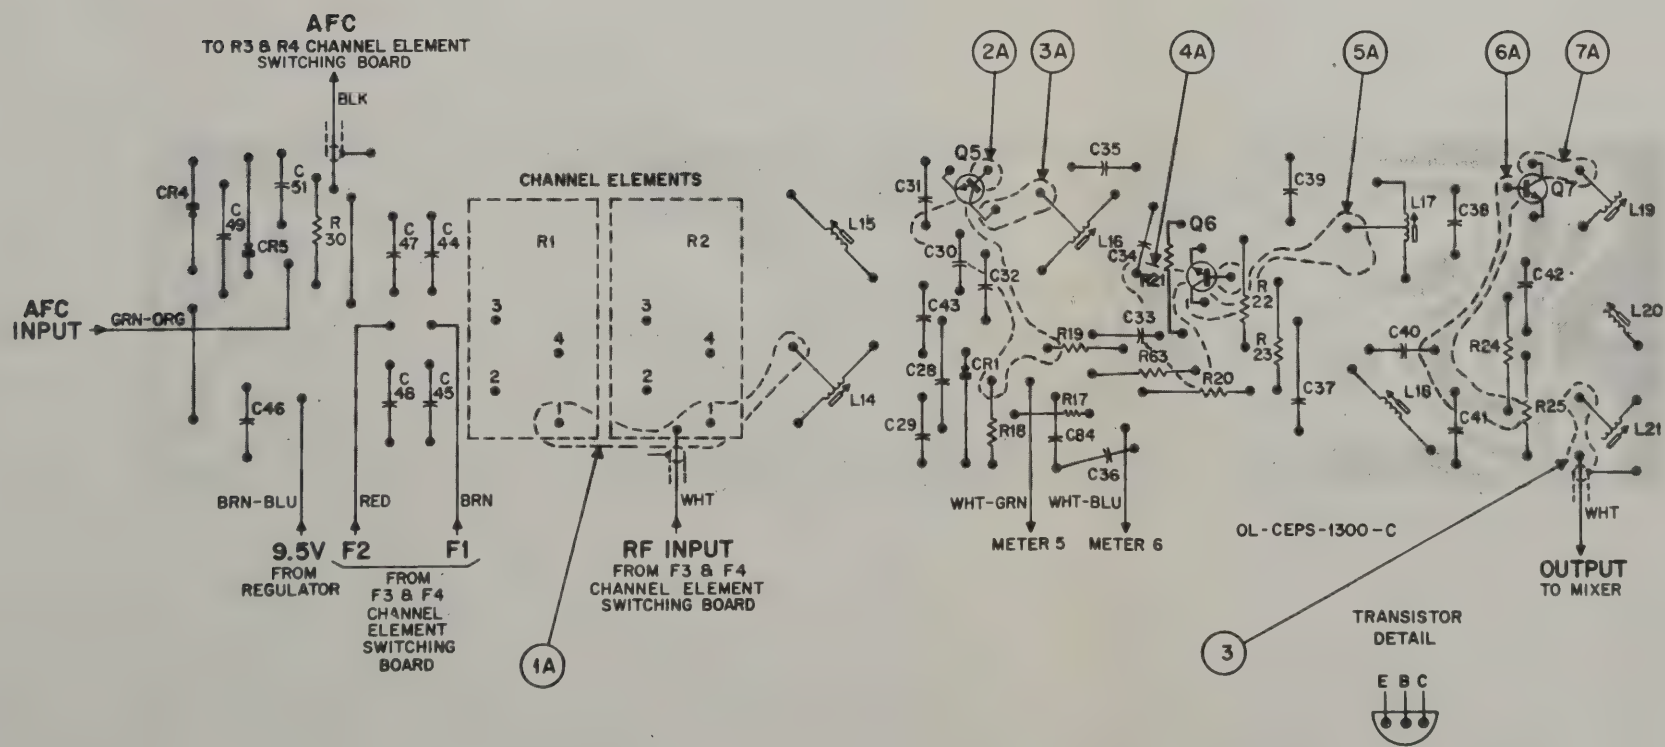 AFC
TO R3 & R4 CHANNEL ELEMENT
SWITCHING BOARD
BLK
2A
3A
4A
5A
6A
7A
CR4
C
49
CR5
C
51
R
30
C
47
C
44
CHANNEL ELEMENTS
R1
R2
3
4
2
1
3
4
2
1
AFC
INPUT
GRN-ORG
C46
C
48
C
45
BRN-BLU
RED
BRN
WHT
9.5V
FROM
REGULATOR
F2
F1
FROM
F3 & F4
CHANNEL
ELEMENT
SWITCHING
BOARD
RF INPUT
FROM F3 & F4
CHANNEL ELEMENT
SWITCHING BOARD
1A
L15
L14
C31
Q5
C35
C30
C32
L16
C34
R21
Q6
C43
C28
CR1
C29
R18
R19
C33
R63
R20
R17
C84
C36
R
22
R
23
C39
C37
L17
C38
Q7
L19
C42
L20
C40
R24
L18
C41
R25
L21
WHT-GRN
WHT-BLU
METER 5
METER 6
OL-CEPS-1300-C
WHT
OUTPUT
TO MIXER
3
TRANSISTOR
DETAIL
E B C